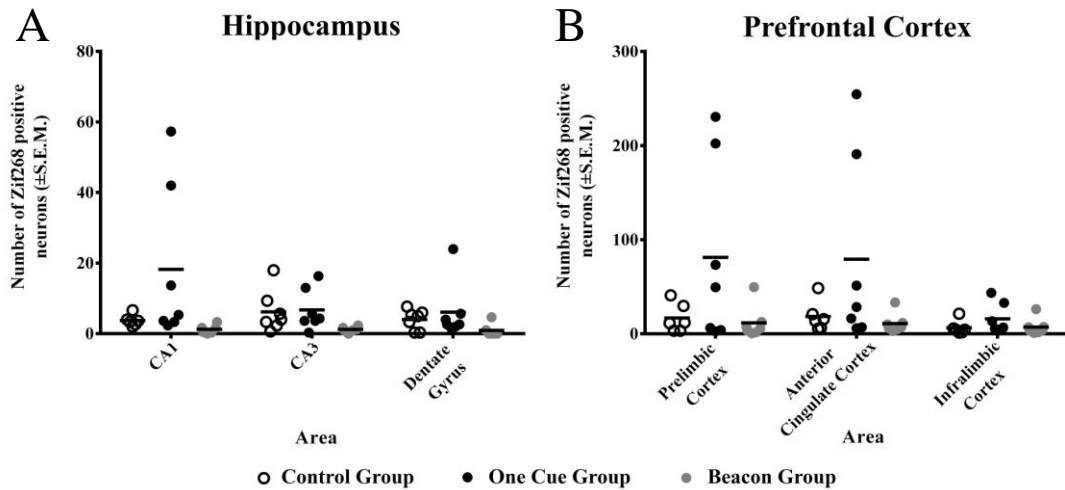 A
Hippocampus
Number of Zif268 positive
neurons (±S.E.M.)
80
60
40
20
0
CA1
CA3
Dentate
Gyrus
Area
B
Prefrontal Cortex
Number of Zif268 positive
neurons (±S.E.M.)
300
200
100
0
Prelimbic
Cortex
Anterior
Cingulate Cortex
Infralimbic
Cortex
Area
Control Group
One Cue Group
Beacon Group